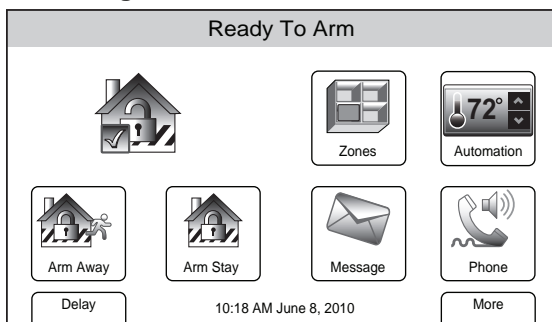 Ready To Arm
72°
Zones
Automation
Arm Away
Arm Stay
Message
Phone
Delay
10:18 AM June 8, 2010
More